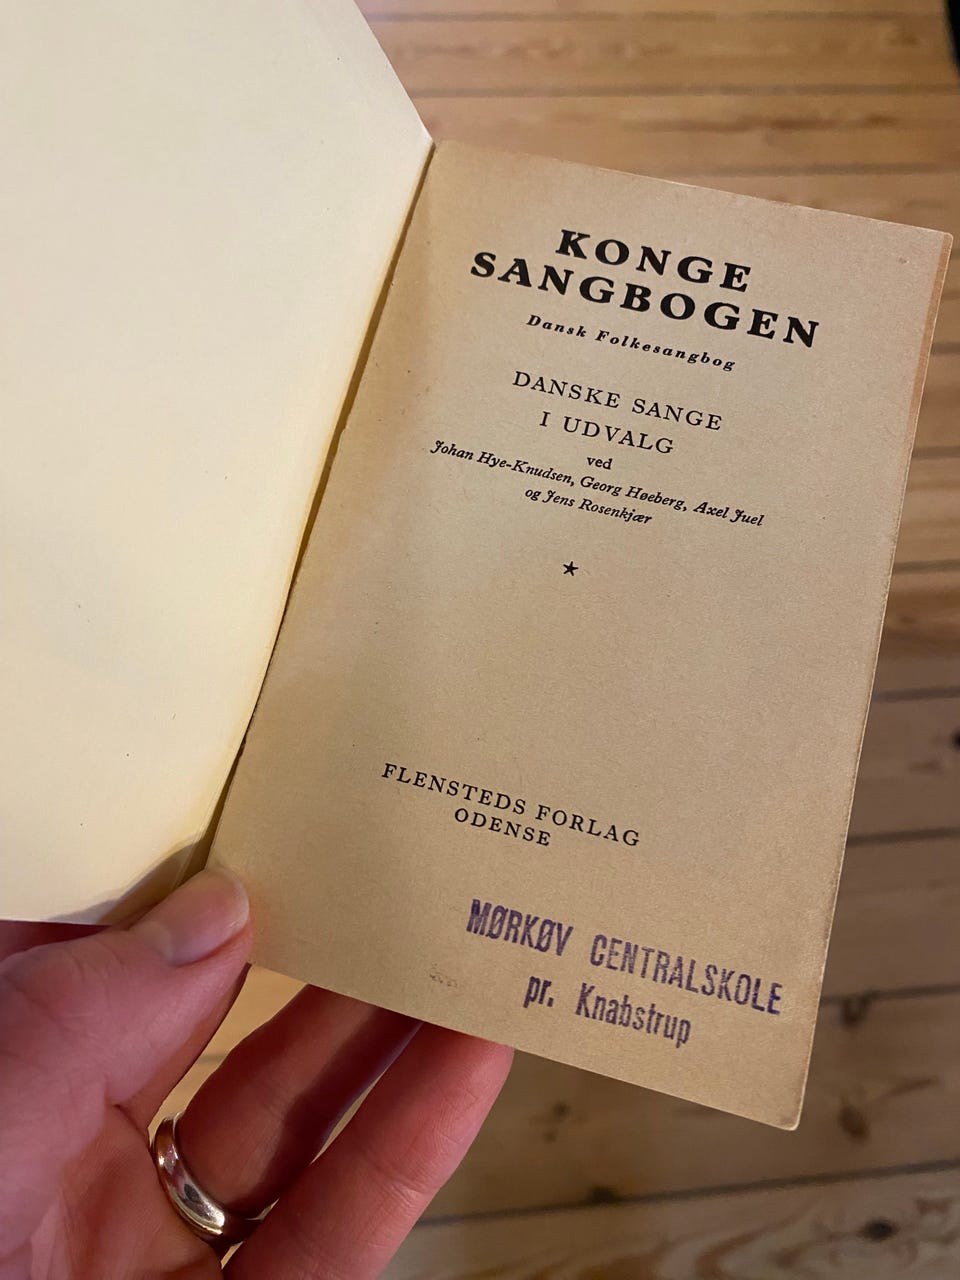 KONGE
SANGBOGEN
Dansk Folkesangbog
DANSKE SANGE
I UDVALG
ved
Johan Hye-Knudsen, Georg Høeberg, Axel Juel
og Jens Rosenkjær
★
FLENSTEDS FORLAG
ODENSE
MØRKØV CENTRALSKOLE
pr. Knabstrup